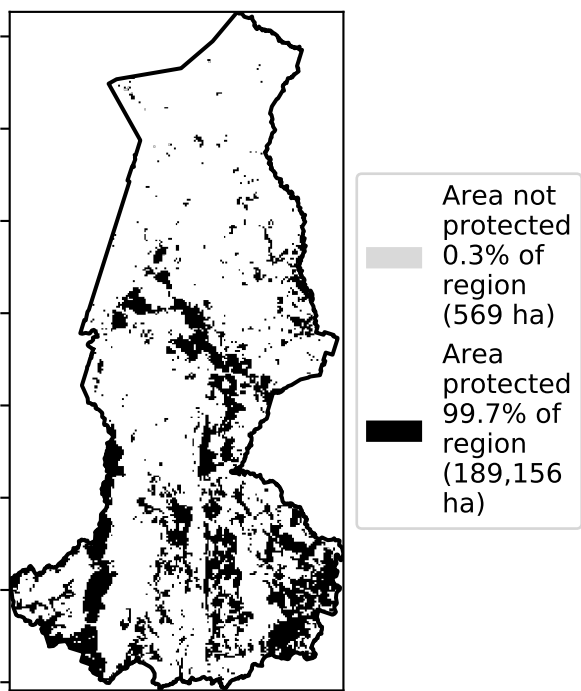 Area not
protected
0.3% of
region
(569 ha)
Area
protected
99.7% of
region
(189,156
ha)